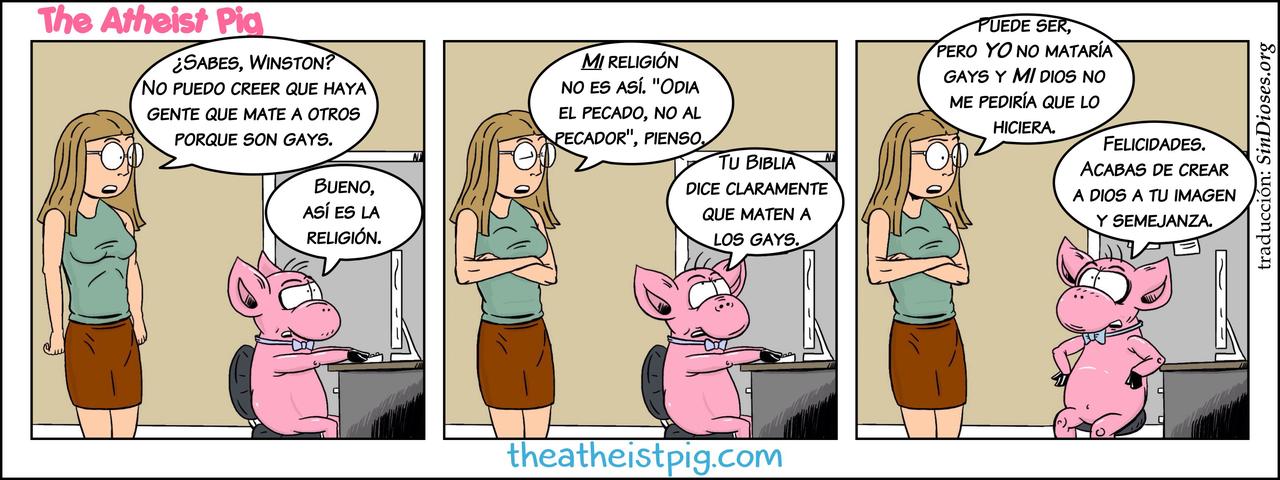 The Atheist Pig
¿SABES, WINSTON?
NO PUEDO CREER QUE HAYA
GENTE QUE MATE A OTROS
PORQUE SON GAYS.
BUENO,
ASÍ ES LA
RELIGIÓN.
MI RELIGIÓN
NO ES ASÍ. "ODIA
EL PECADO, NO AL
PECADOR", PIENSO.
TU BIBLIA
DICE CLARAMENTE
QUE MATEN A
LOS GAYS.
PUEDE SER,
PERO YO NO MATARÍA
GAYS Y MI DIOS NO
ME PEDIRÍA QUE LO
HICIERA.
FELICIDADES.
ACABAS DE CREAR
A DIOS A TU IMAGEN
Y SEMEJANZA.
traducción: SinDioses.org
theatheistpig.com